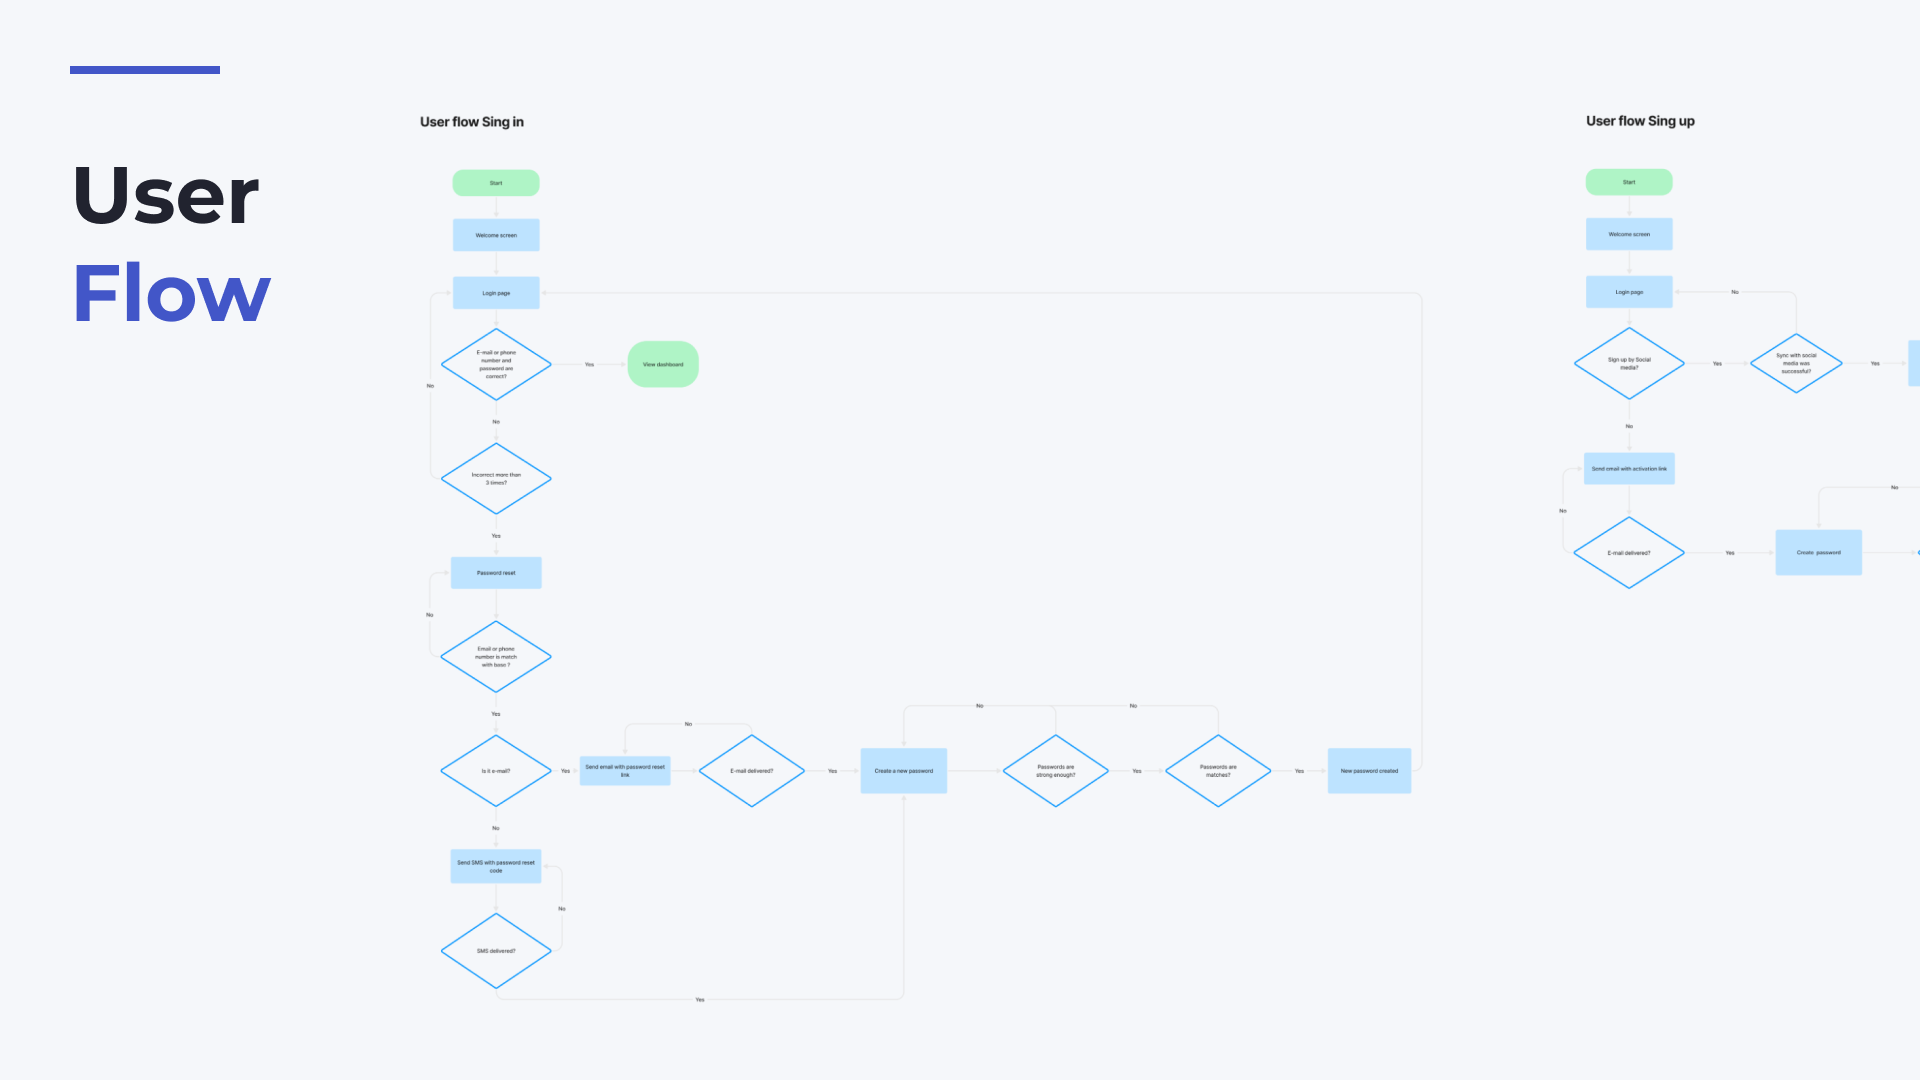 User
Flow
User flow Sing in
Start
Welcome screen
Login page
E-mail or phone
number and
password are
correct?
Yes
View dashboard
No
No
Incorrect more than
3 times?
Yes
Password reset
No
Email or phone
number is match
with base ?
Yes
Is it e-mail?
Yes
Send email with password reset
link
No
E-mail delivered?
Yes
Create a new password
No
Passwords are
strong enough?
Yes
No
Passwords are
matches?
Yes
New password created
No
Send SMS with password reset
code
No
SMS delivered?
Yes
User flow Sing up
Start
Welcome screen
Login page
No
Sign up by Social
media?
Yes
Sync with social
media was
successful?
Yes
No
Send email with activation link
No
E-mail delivered?
Yes
Create password
No